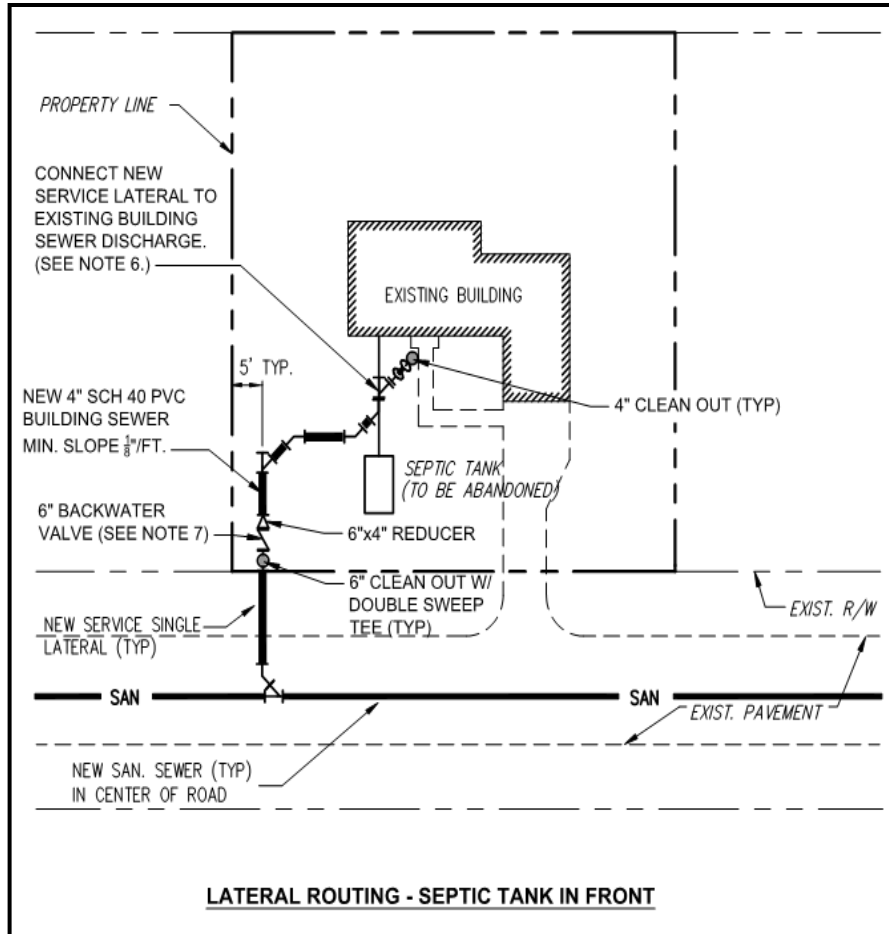 PROPERTY LINE
CONNECT NEW
SERVICE LATERAL TO
EXISTING BUILDING
SEWER DISCHARGE.
(SEE NOTE 6.)
EXISTING BUILDING
5' TYP.
NEW 4" SCH 40 PVC
BUILDING SEWER
MIN. SLOPE 1/8"/FT.
4" CLEAN OUT (TYP)
SEPTIC TANK
(TO BE ABANDONED)
6" BACKWATER
VALVE (SEE NOTE 7)
6"x4" REDUCER
6" CLEAN OUT W/
DOUBLE SWEEP
TEE (TYP)
EXIST. R/W
NEW SERVICE SINGLE
LATERAL (TYP)
SAN
SAN
EXIST. PAVEMENT
NEW SAN. SEWER (TYP)
IN CENTER OF ROAD
LATERAL ROUTING - SEPTIC TANK IN FRONT